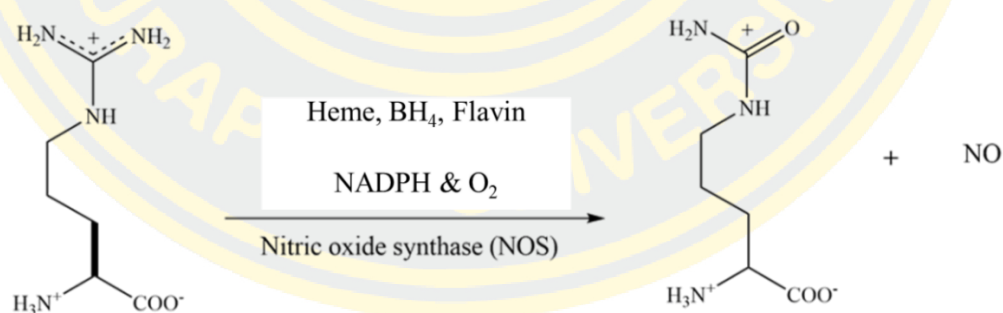 H₂N + NH₂
NH
H₃N⁺ COO⁻
Heme, BH₄, Flavin
NADPH & O₂
Nitric oxide synthase (NOS)
H₂N + O
NH
H₃N⁺ COO⁻
+ NO